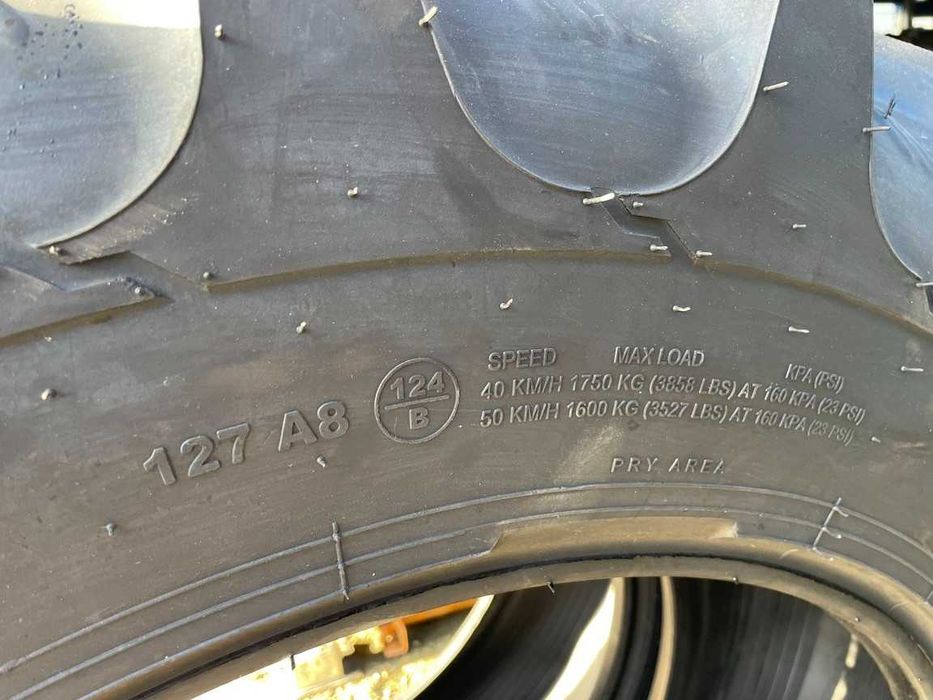 127 A8
124
B
SPEED MAX LOAD KPA (PSI)
40 KM/H 1750 KG (3858 LBS) AT 160 KPA (23 PSI)
50 KM/H 1600 KG (3527 LBS) AT 160 KPA (23 PSI)
PRY AREA